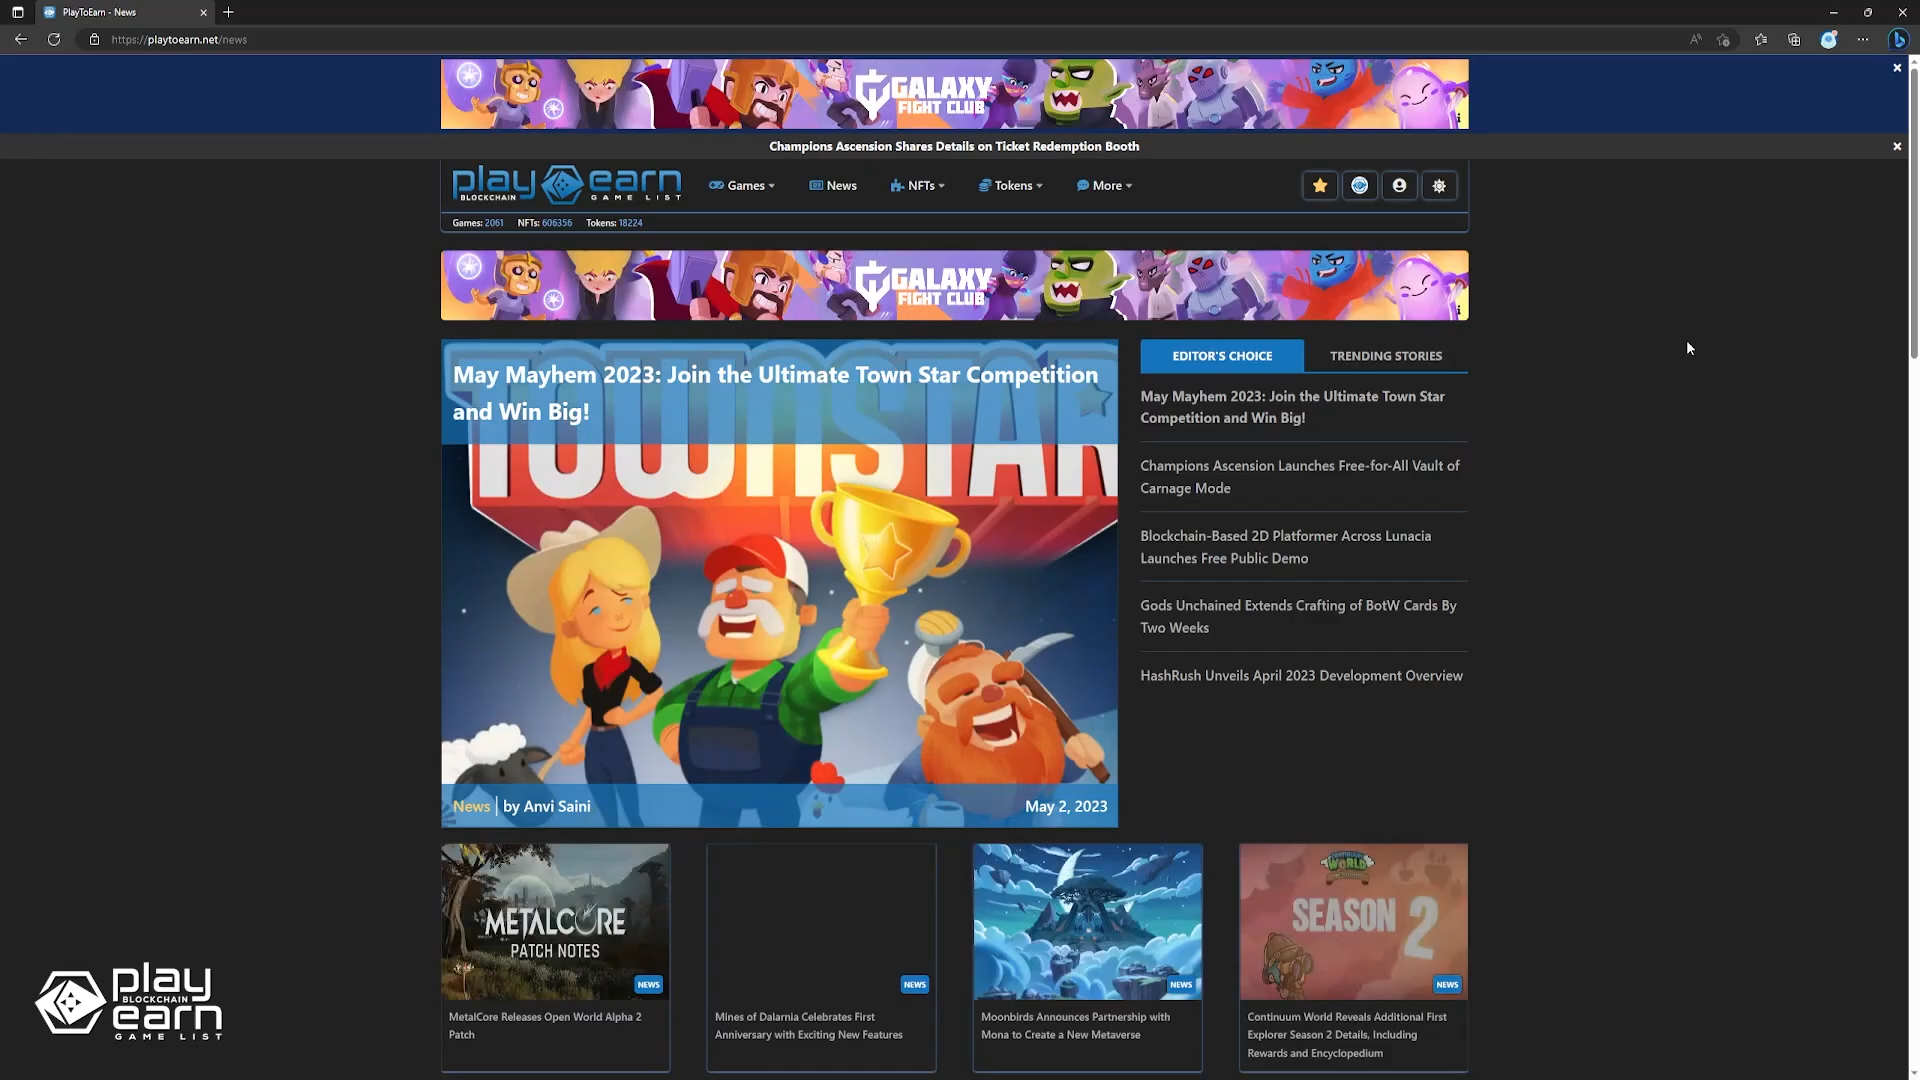 PlayToEarn - News
https://playtoearn.net/news
GALAXY
FIGHT CLUB
Champions Ascension Shares Details on Ticket Redemption Booth
play earn
BLOCKCHAIN GAME LIST
Games
News
NFTs
Tokens
More
Games: 2061 NFTs: 606356 Tokens: 18224
GALAXY
FIGHT CLUB
TOWNSTAR
May Mayhem 2023: Join the Ultimate Town Star Competition
and Win Big!
News | by Anvi Saini
May 2, 2023
EDITOR'S CHOICE
TRENDING STORIES
May Mayhem 2023: Join the Ultimate Town Star
Competition and Win Big!
Champions Ascension Launches Free-for-All Vault of
Carnage Mode
Blockchain-Based 2D Platformer Across Lunacia
Launches Free Public Demo
Gods Unchained Extends Crafting of BotW Cards By
Two Weeks
HashRush Unveils April 2023 Development Overview
METALCORE
PATCH NOTES
NEWS
MetalCore Releases Open World Alpha 2
Patch
NEWS
Mines of Dalarnia Celebrates First
Anniversary with Exciting New Features
NEWS
Moonbirds Announces Partnership with
Mona to Create a New Metaverse
CONTINUUM
WORLD
SEASON 2
NEWS
Continuum World Reveals Additional First
Explorer Season 2 Details, Including
Rewards and Encyclopedium
play
BLOCKCHAIN
earn
GAME LIST